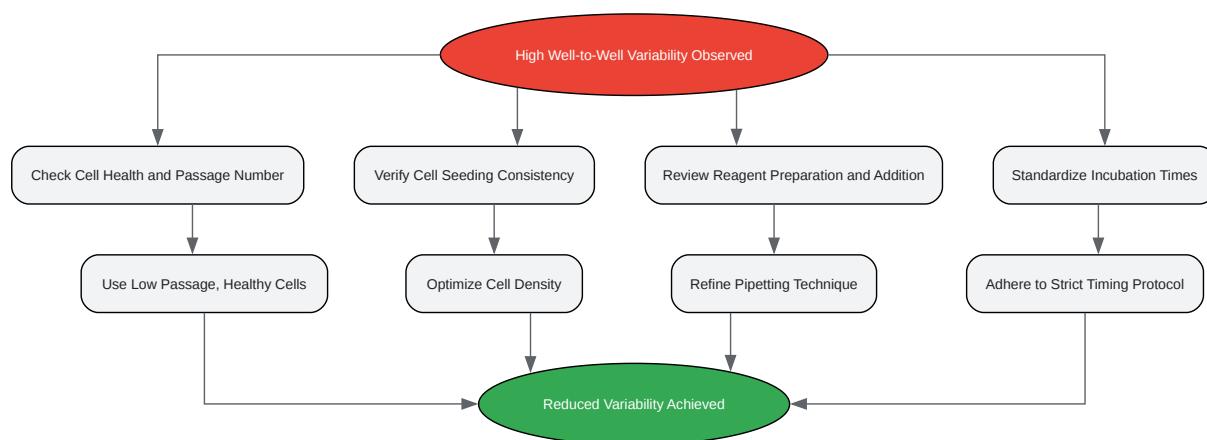 High Well-to-Well Variability Observed
Check Cell Health and Passage Number
Verify Cell Seeding Consistency
Review Reagent Preparation and Addition
Standardize Incubation Times
Use Low Passage, Healthy Cells
Optimize Cell Density
Refine Pipetting Technique
Adhere to Strict Timing Protocol
Reduced Variability Achieved